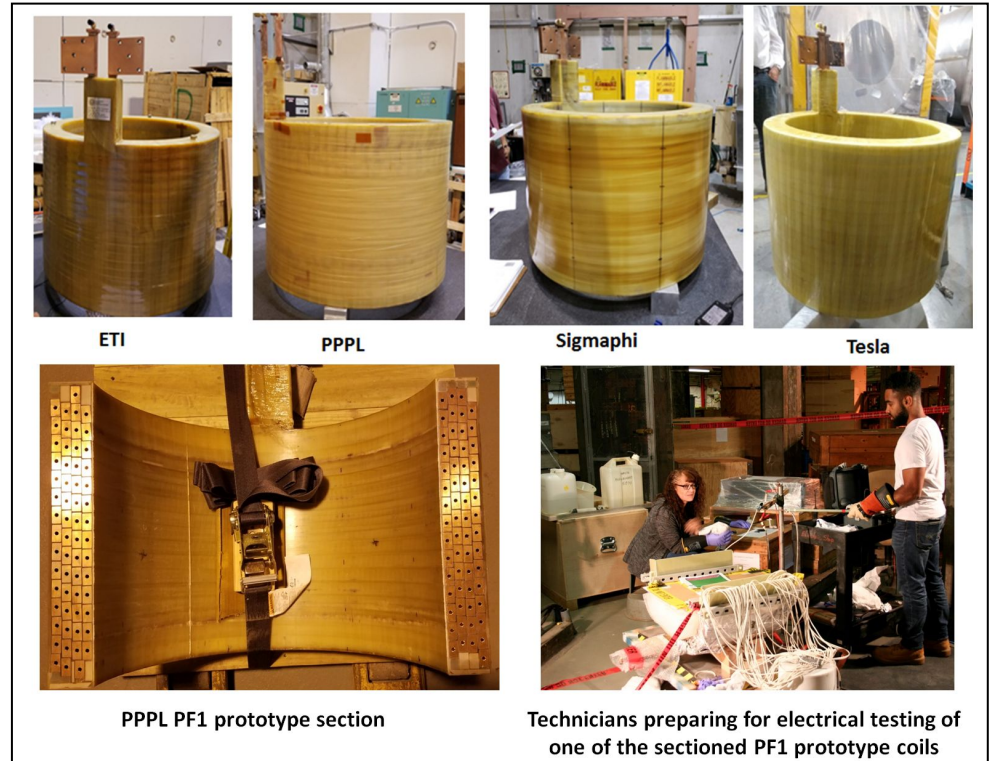 ETI
PPPL
Sigmaphi
Tesla
PPPL PF1 prototype section
Technicians preparing for electrical testing of
one of the sectioned PF1 prototype coils